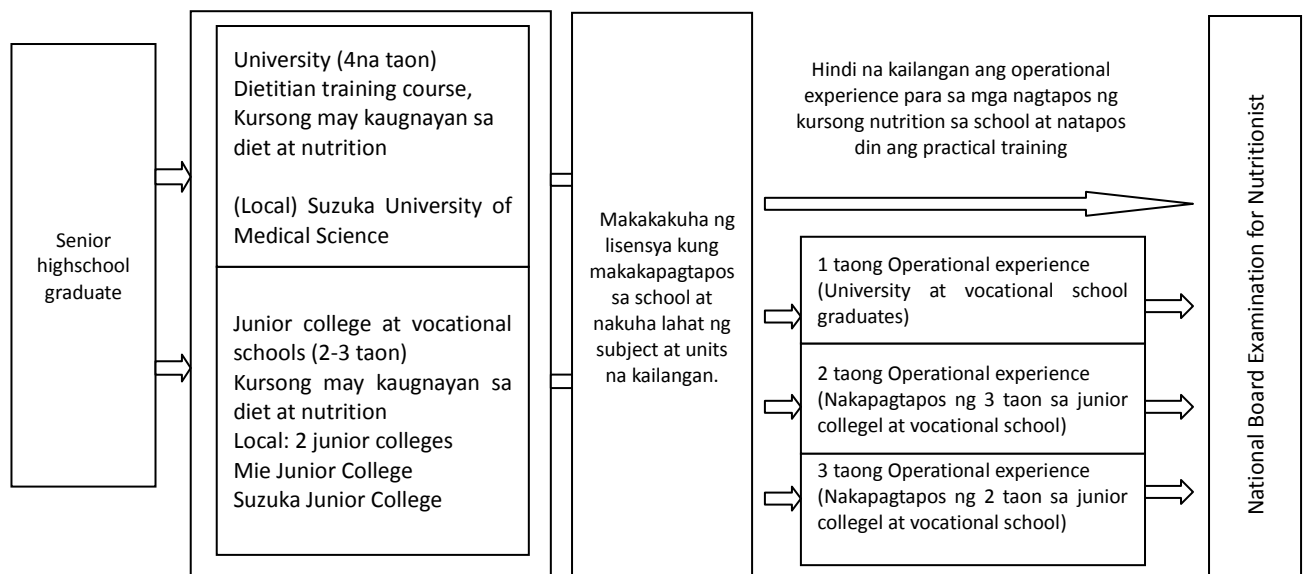 Senior
highschool
graduate
University (4na taon)
Dietitian training course,
Kursong may kaugnayan sa
diet at nutrition
(Local) Suzuka University of
Medical Science
Junior college at vocational
schools (2-3 taon)
Kursong may kaugnayan sa
diet at nutrition
Local: 2 junior colleges
Mie Junior College
Suzuka Junior College
Makakakuha ng
lisensya kung
makakapagtapos
sa school at
nakuha lahat ng
subject at units
na kailangan.
Hindi na kailangan ang operational
experience para sa mga nagtapos ng
kursong nutrition sa school at natapos
din ang practical training
1 taong Operational experience
(University at vocational school
graduates)
2 taong Operational experience
(Nakapagtapos ng 3 taon sa junior
collegel at vocational school)
3 taong Operational experience
(Nakapagtapos ng 2 taon sa junior
collegel at vocational school)
National Board Examination for Nutritionist